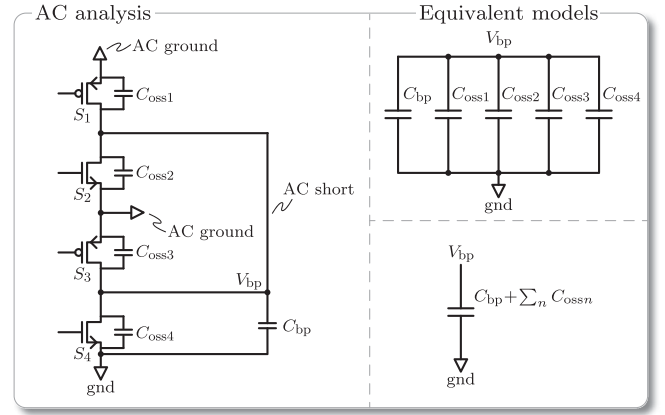 AC analysis
AC ground
C_oss1
S_1
C_oss2
S_2
AC short
AC ground
C_oss3
S_3
V_bp
C_oss4
C_bp
S_4
gnd
Equivalent models
V_bp
C_bp C_oss1 C_oss2 C_oss3 C_oss4
gnd
V_bp
C_bp+∑_n C_ossn
gnd